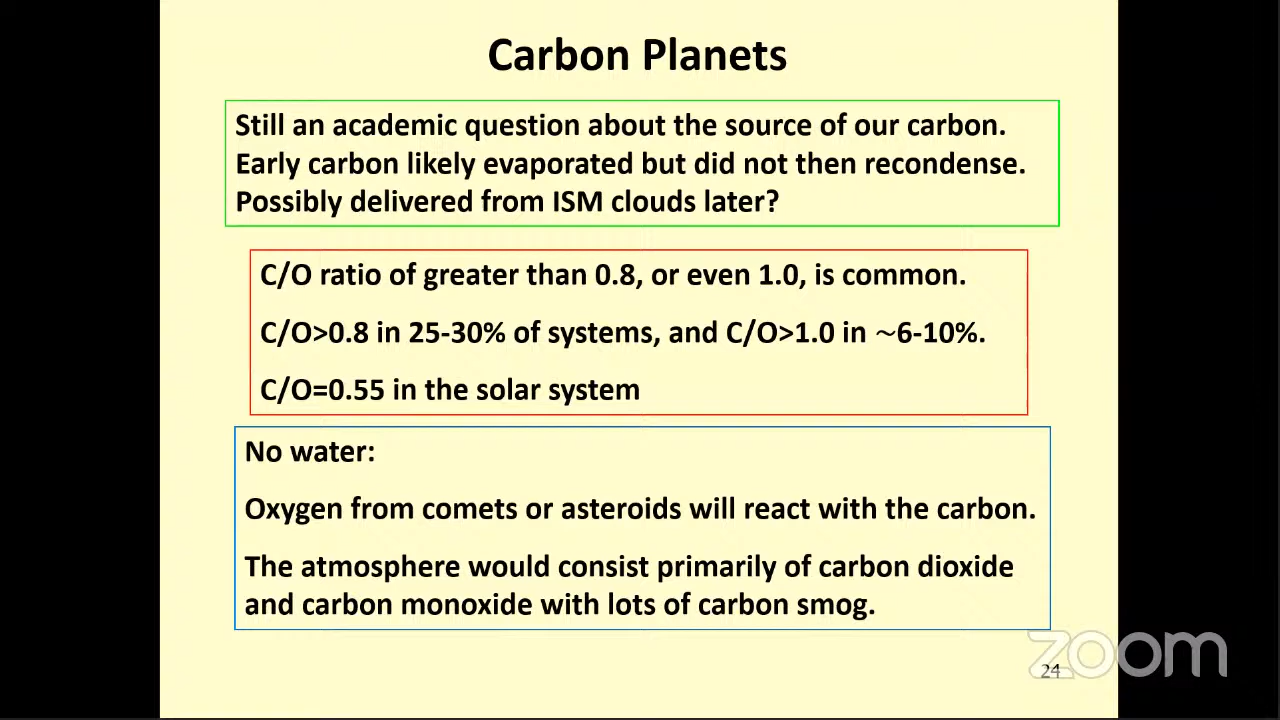 Carbon Planets
Still an academic question about the source of our carbon.
Early carbon likely evaporated but did not then recondense.
Possibly delivered from ISM clouds later?
C/O ratio of greater than 0.8, or even 1.0, is common.
C/O>0.8 in 25-30% of systems, and C/O>1.0 in ~6-10%.
C/O=0.55 in the solar system
No water:
Oxygen from comets or asteroids will react with the carbon.
The atmosphere would consist primarily of carbon dioxide
and carbon monoxide with lots of carbon smog.
zoom
24